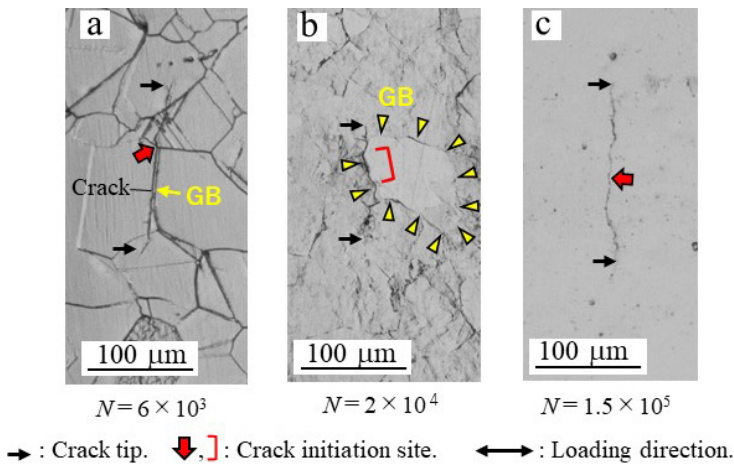 a
b
c
GB
Crack
GB
100 μm
100 μm
100 μm
N = 6 × 10³
N = 2 × 10⁴
N = 1.5 × 10⁵
: Crack tip.
, : Crack initiation site.
: Loading direction.